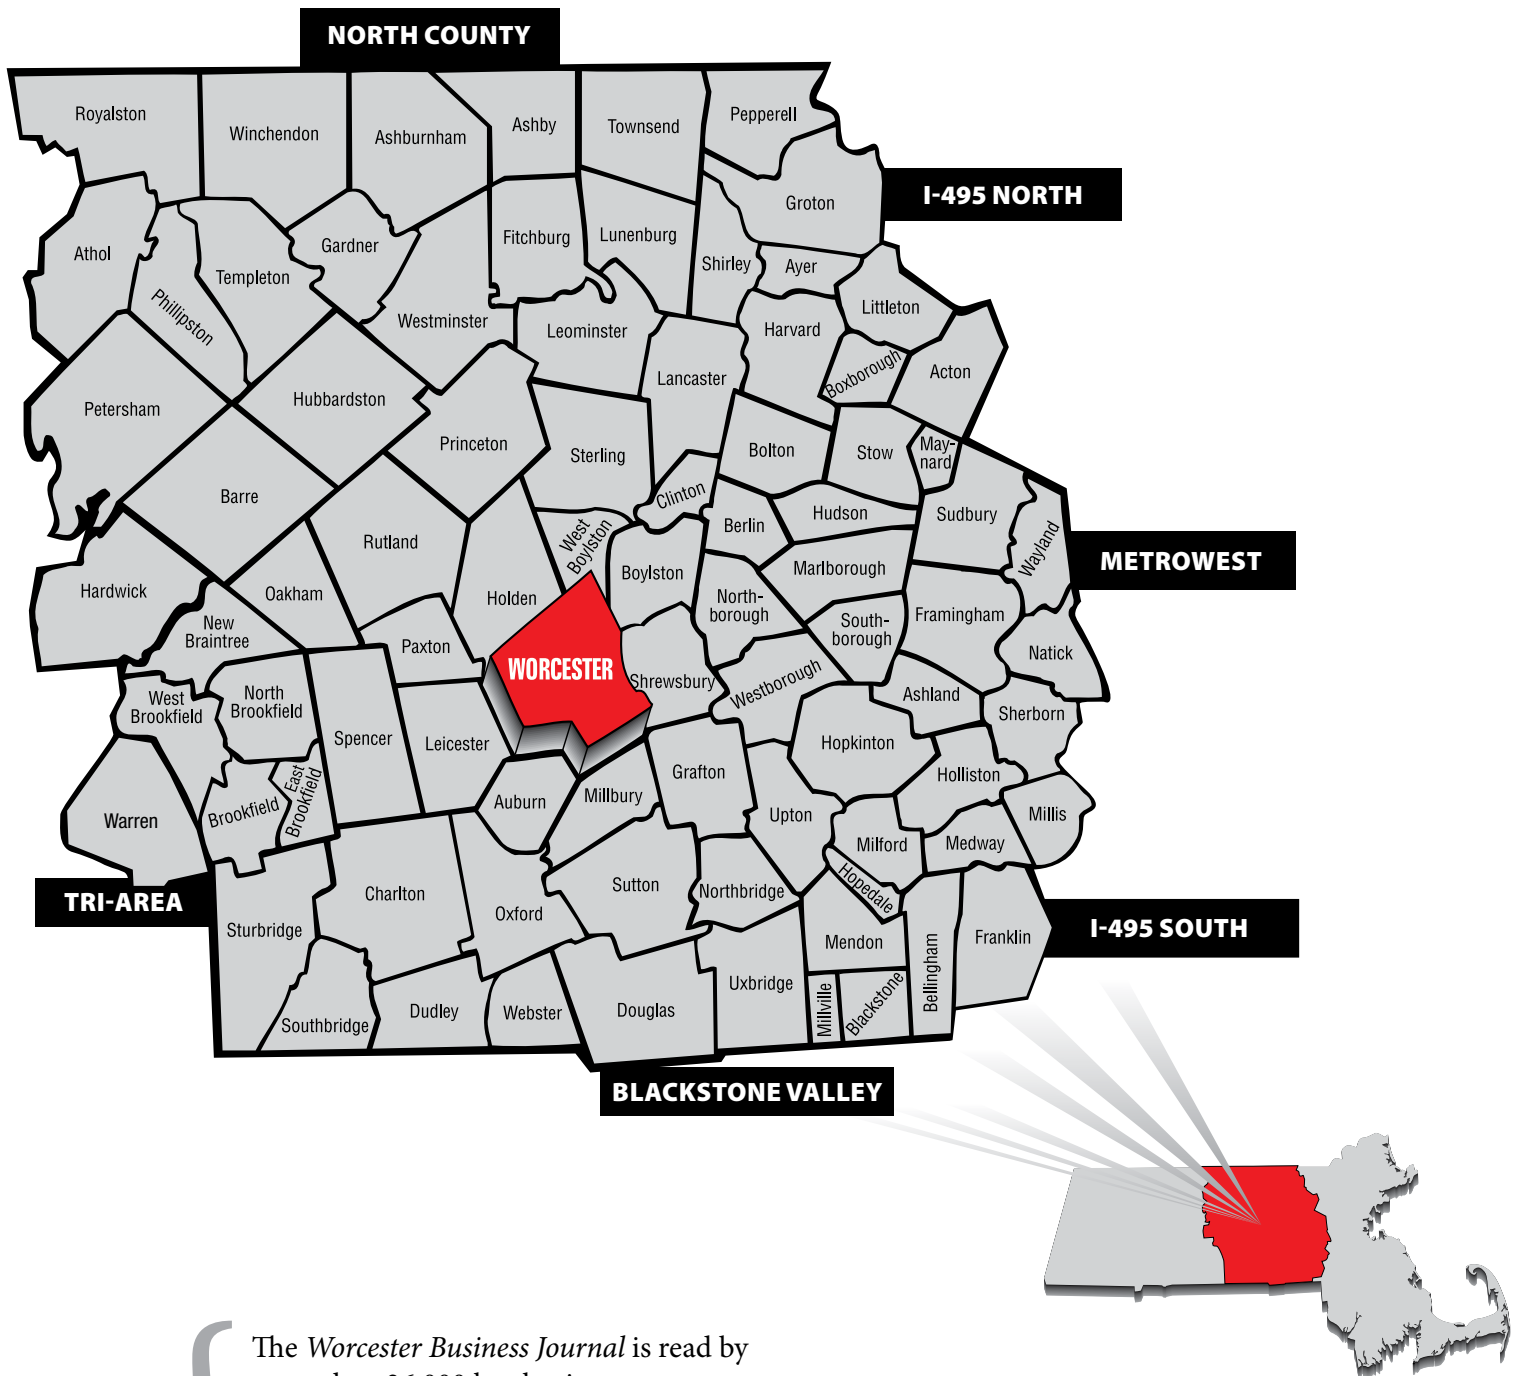 NORTH COUNTY
Royalston
Winchendon
Ashburnham
Ashby
Townsend
Pepperell
I-495 NORTH
Groton
Athol
Phillipston
Templeton
Gardner
Westminster
Fitchburg
Lunenburg
Shirley
Ayer
Littleton
Leominster
Harvard
Boxborough
Acton
Lancaster
Petersham
Hubbardston
Princeton
Sterling
Bolton
Stow
May-
nard
Barre
Clinton
Berlin
Hudson
Sudbury
Wayland
METROWEST
Rutland
West
Boylston
Boylston
Marlborough
Hardwick
Oakham
Holden
North-
borough
South-
borough
Framingham
New
Braintree
Paxton
WORCESTER
Shrewsbury
Westborough
Natick
West
Brookfield
North
Brookfield
Ashland
Sherborn
Spencer
Leicester
Hopkinton
Holliston
Grafton
East
Brookfield
Brookfield
Warren
Auburn
Millbury
Upton
Milford
Medway
Millis
TRI-AREA
Charlton
Sutton
Northbridge
Hopedale
Sturbridge
Oxford
Mendon
Bellingham
Franklin
I-495 SOUTH
Southbridge
Dudley
Webster
Douglas
Uxbridge
Millville
Blackstone
BLACKSTONE VALLEY
The Worcester Business Journal is read by